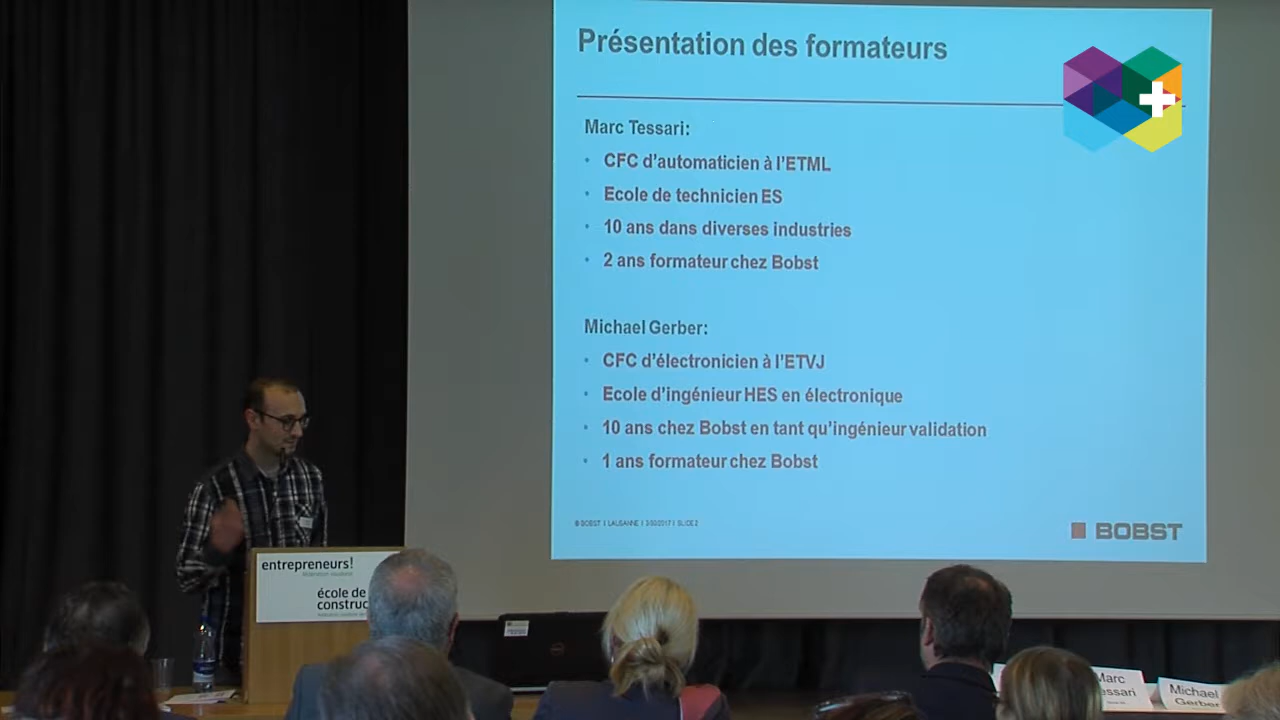 Présentation des formateurs
Marc Tessari:
CFC d'automaticien à l'ETML
Ecole de technicien ES
10 ans dans diverses industries
2 ans formateur chez Bobst
Michael Gerber:
CFC d'électronicien à l'ETVJ
Ecole d'ingénieur HES en électronique
10 ans chez Bobst en tant qu'ingénieur validation
1 ans formateur chez Bobst
BOBST
entrepreneurs!
école de
construc
Marc
essari
Michael
Gerber